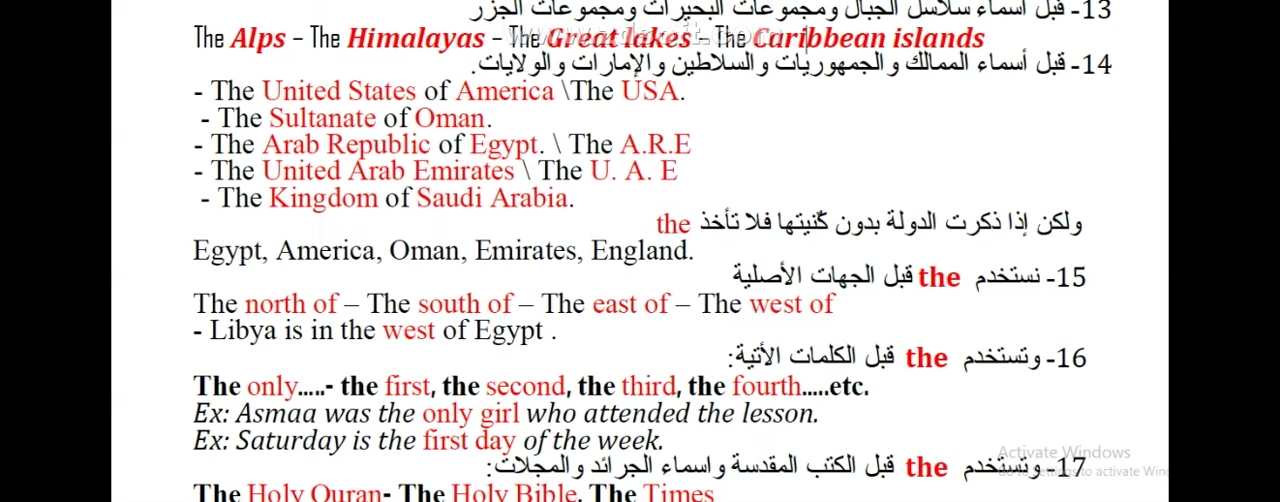 13- قبل أسماء سلاسل الجبال ومجموعات البحيرات ومجموعات الجزر
The Alps – The Himalayas – The Great lakes – The Caribbean islands
14- قبل أسماء الممالك والجمهوريات والسلاطين والإمارات والولايات.
- The United States of America \The USA.
- The Sultanate of Oman.
- The Arab Republic of Egypt. \ The A.R.E
- The United Arab Emirates \ The U. A. E
- The Kingdom of Saudi Arabia.
ولكن إذا ذكرت الدولة بدون كُنيتها فلا تأخذ the
Egypt, America, Oman, Emirates, England.
15- نستخدم the قبل الجهات الأصلية
The north of – The south of – The east of – The west of
- Libya is in the west of Egypt .
16- وتستخدم the قبل الكلمات الأتية:
The only.....- the first, the second, the third, the fourth.....etc.
Ex: Asmaa was the only girl who attended the lesson.
Ex: Saturday is the first day of the week.
Activate Windows
17- وتستخدم the قبل الكتب المقدسة واسماء الجرائد والمجلات:
Go to Settings to activate Win
The Holy Quran- The Holy Bible. The Times